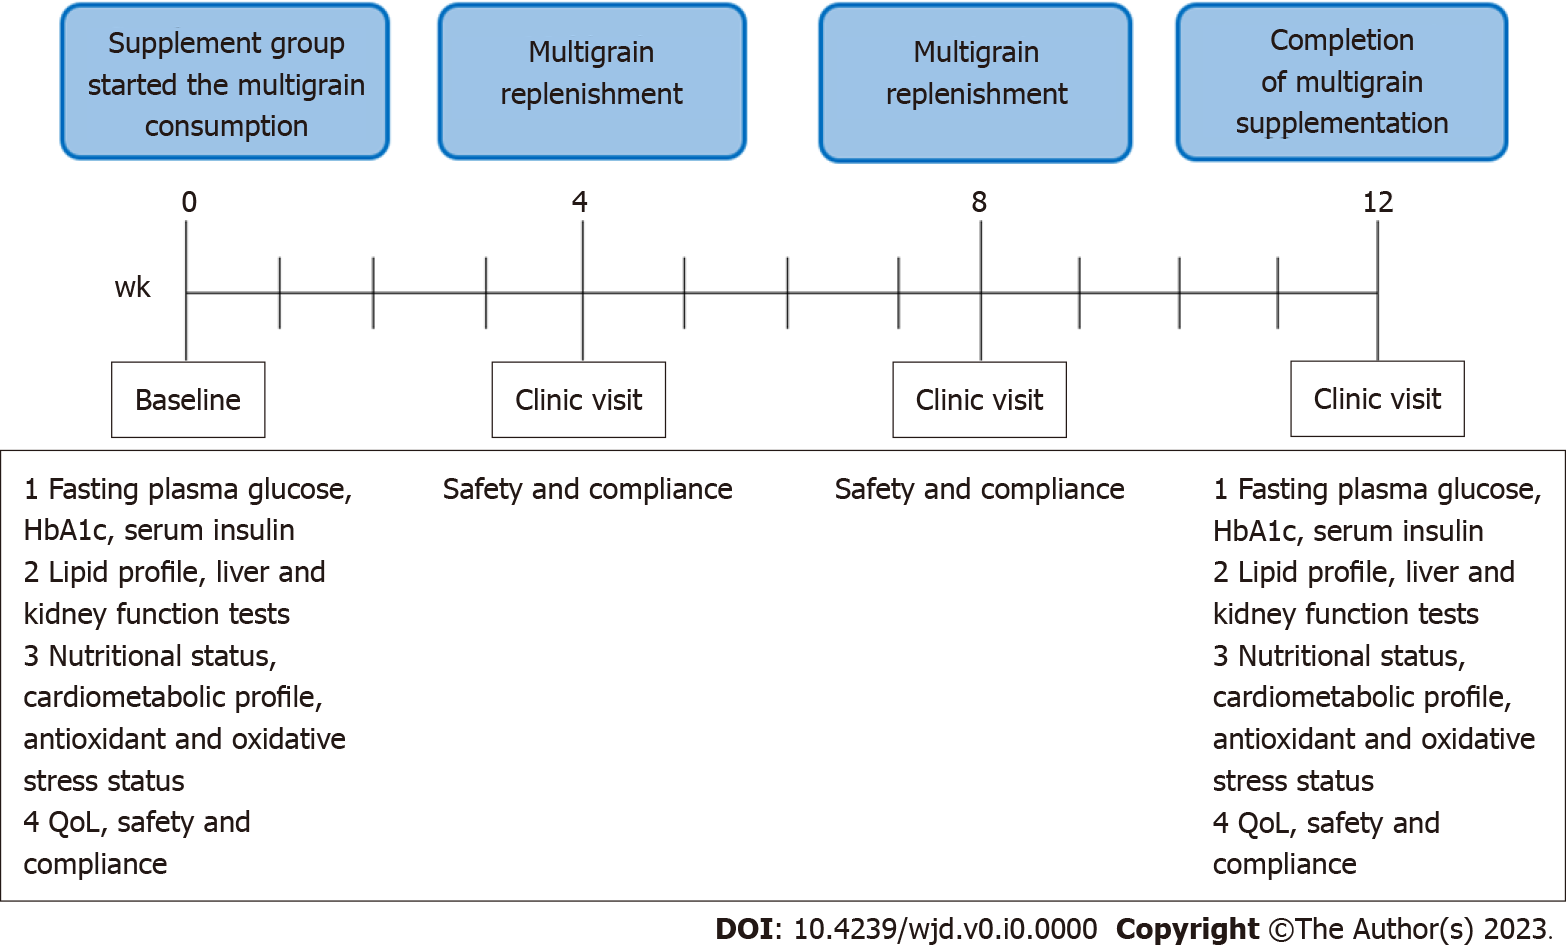 Supplement group
started the multigrain
consumption
Multigrain
replenishment
Multigrain
replenishment
Completion
of multigrain
supplementation
0
4
8
12
wk
Baseline
Clinic visit
Clinic visit
Clinic visit
1 Fasting plasma glucose,
HbA1c, serum insulin
2 Lipid profile, liver and
kidney function tests
3 Nutritional status,
cardiometabolic profile,
antioxidant and oxidative
stress status
4 QoL, safety and
compliance
Safety and compliance
Safety and compliance
1 Fasting plasma glucose,
HbA1c, serum insulin
2 Lipid profile, liver and
kidney function tests
3 Nutritional status,
cardiometabolic profile,
antioxidant and oxidative
stress status
4 QoL, safety and
compliance
DOI: 10.4239/wjd.v0.i0.0000 Copyright ©The Author(s) 2023.